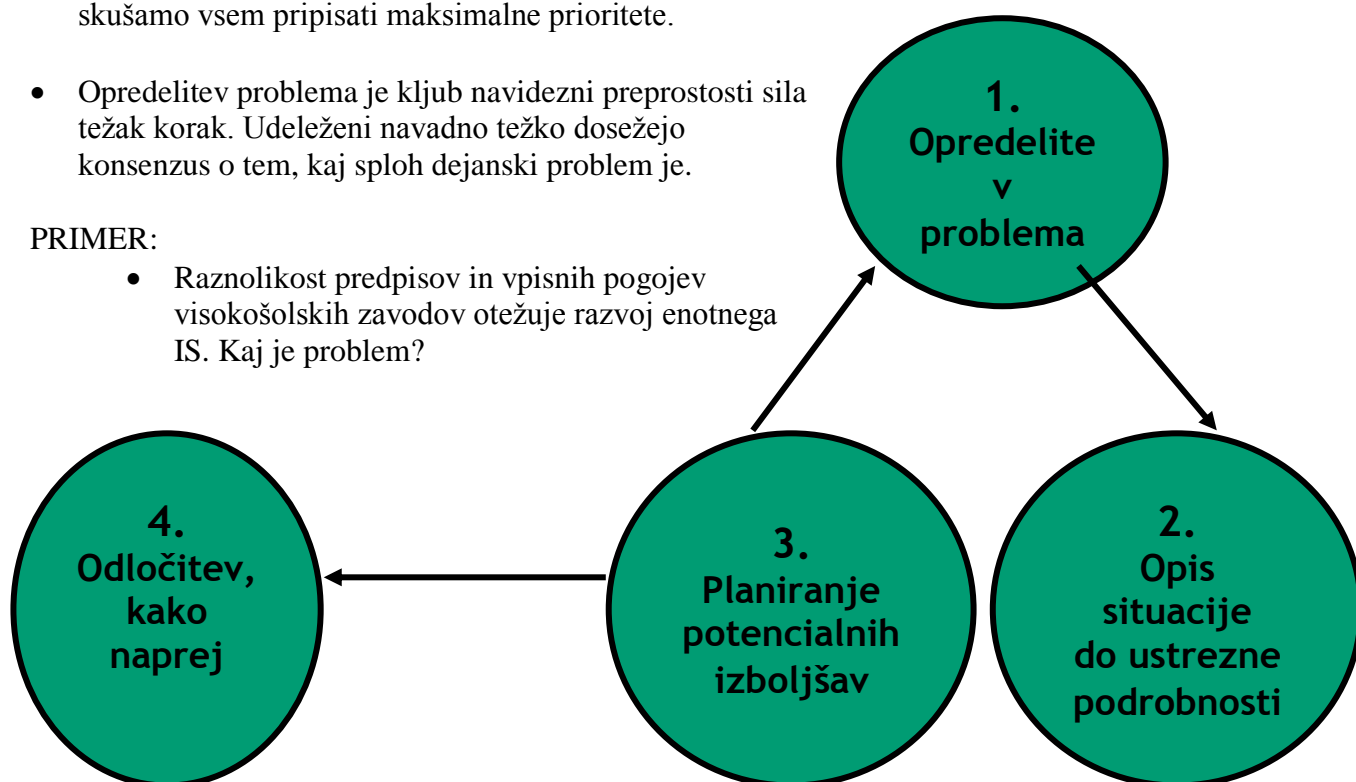 skušamo vsem pripisati maksimalne prioritete.
• Opredelitev problema je kljub navidezni preprostosti sila
težak korak. Udeleženi navadno težko dosežejo
konsenzus o tem, kaj sploh dejanski problem je.
PRIMER:
• Raznolikost predpisov in vpisnih pogojev
visokošolskih zavodov otežuje razvoj enotnega
IS. Kaj je problem?
1.
Opredelite
v
problema
2.
Opis
situacije
do ustrezne
podrobnosti
3.
Planiranje
potencialnih
izboljšav
4.
Odločitev,
kako
naprej